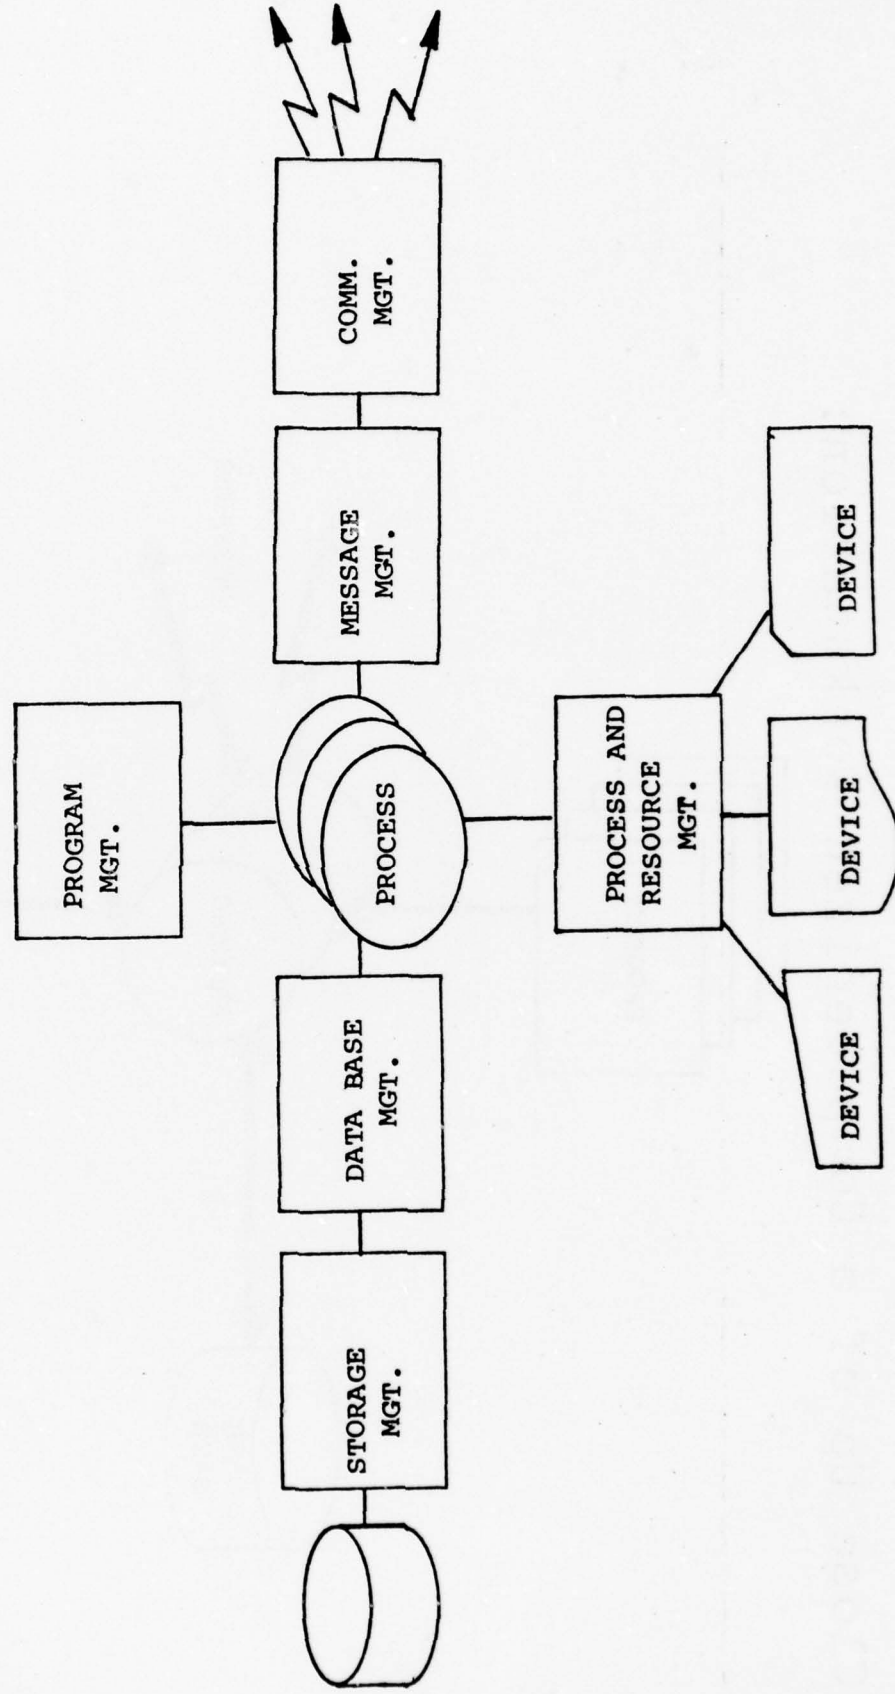 PROGRAM
MGT.
STORAGE
MGT.
DATA BASE
MGT.
PROCESS
MESSAGE
MGT.
COMM.
MGT.
PROCESS AND
RESOURCE
MGT.
DEVICE
DEVICE
DEVICE